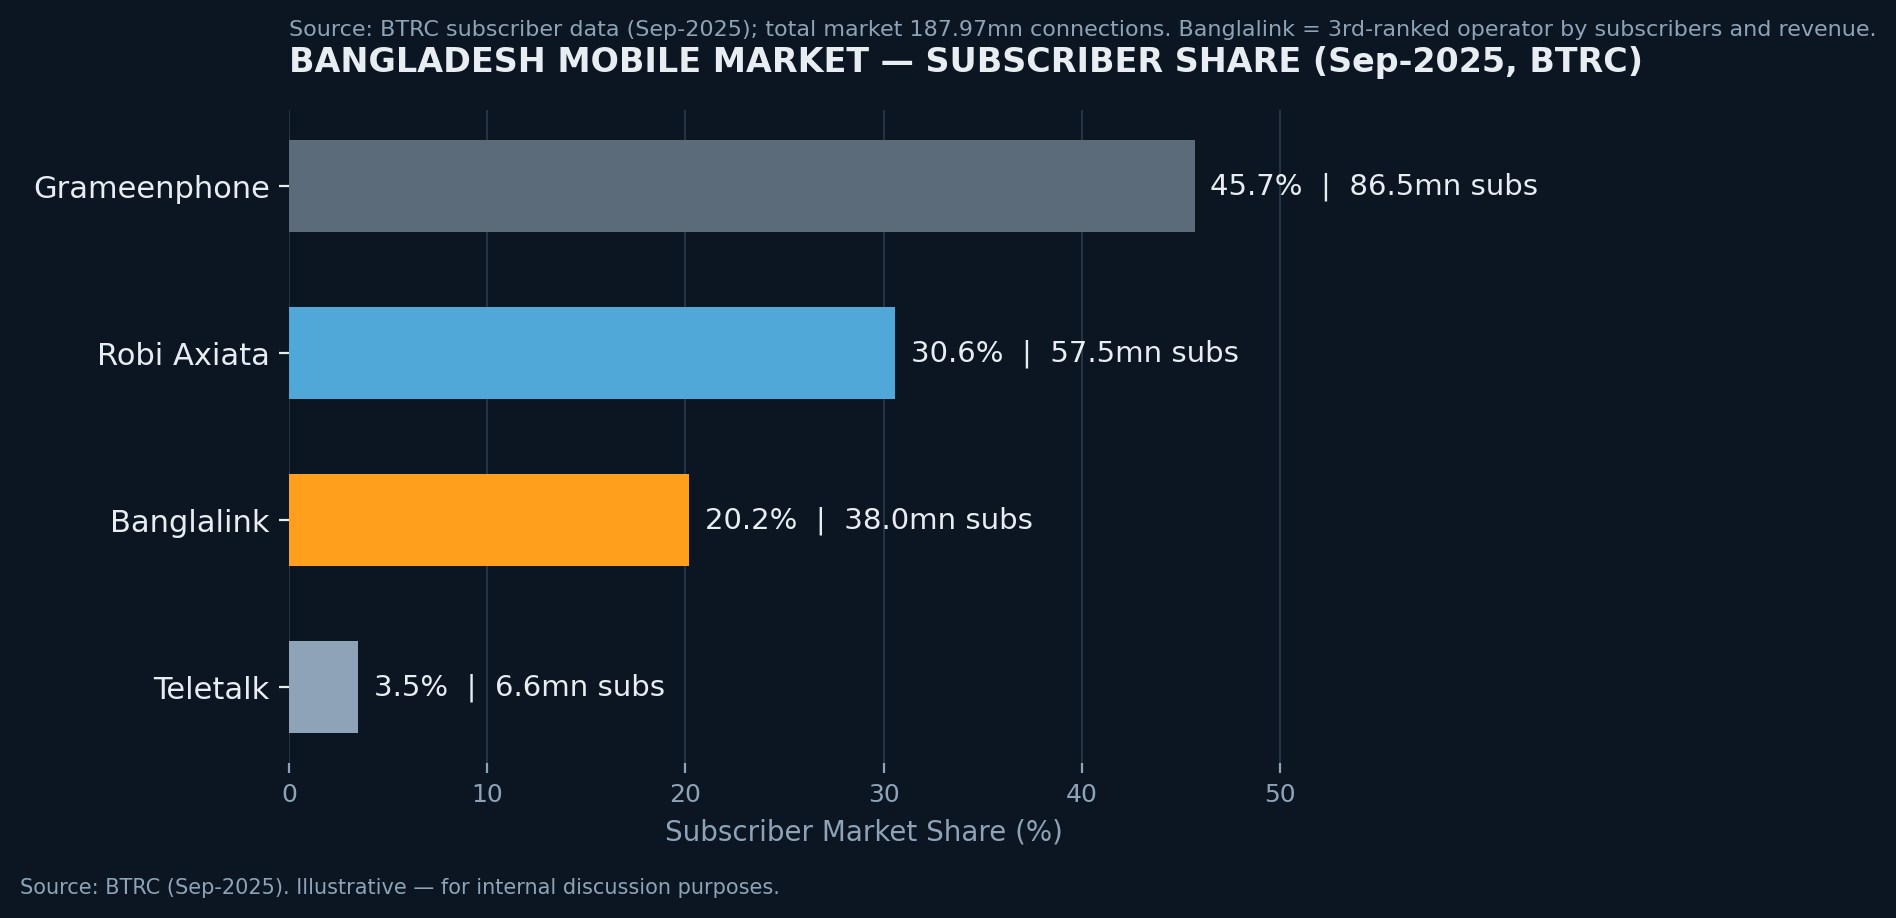 Source: BTRC subscriber data (Sep-2025); total market 187.97mn connections. Banglalink = 3rd-ranked operator by subscribers and revenue.
BANGLADESH MOBILE MARKET — SUBSCRIBER SHARE (Sep-2025, BTRC)
Grameenphone 45.7% | 86.5mn subs
Robi Axiata 30.6% | 57.5mn subs
Banglalink 20.2% | 38.0mn subs
Teletalk 3.5% | 6.6mn subs
0 10 20 30 40 50
Subscriber Market Share (%)
Source: BTRC (Sep-2025). Illustrative — for internal discussion purposes.